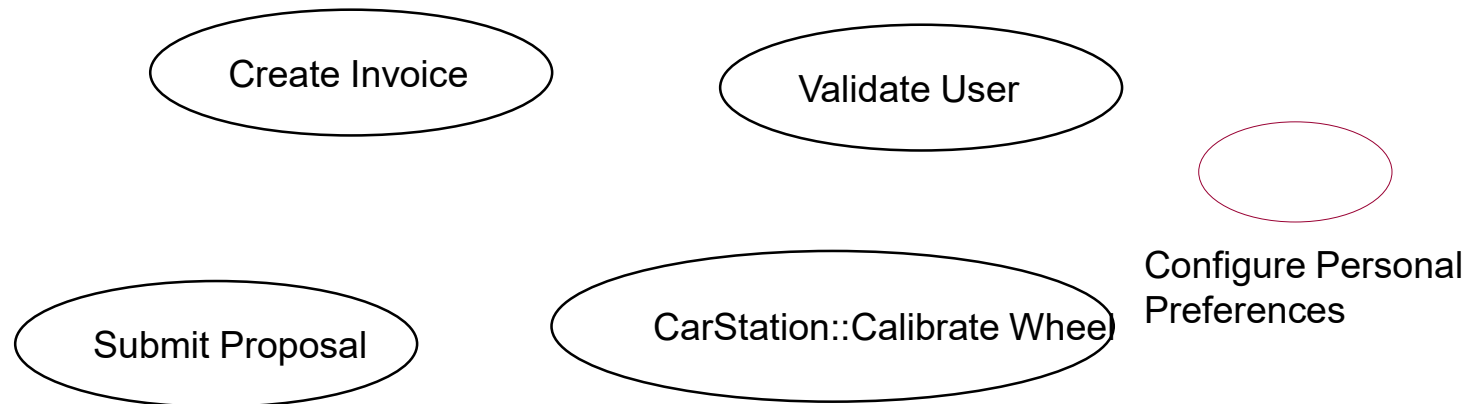 Create Invoice
Validate User
Configure Personal
Preferences
Submit Proposal
CarStation::Calibrate Wheel